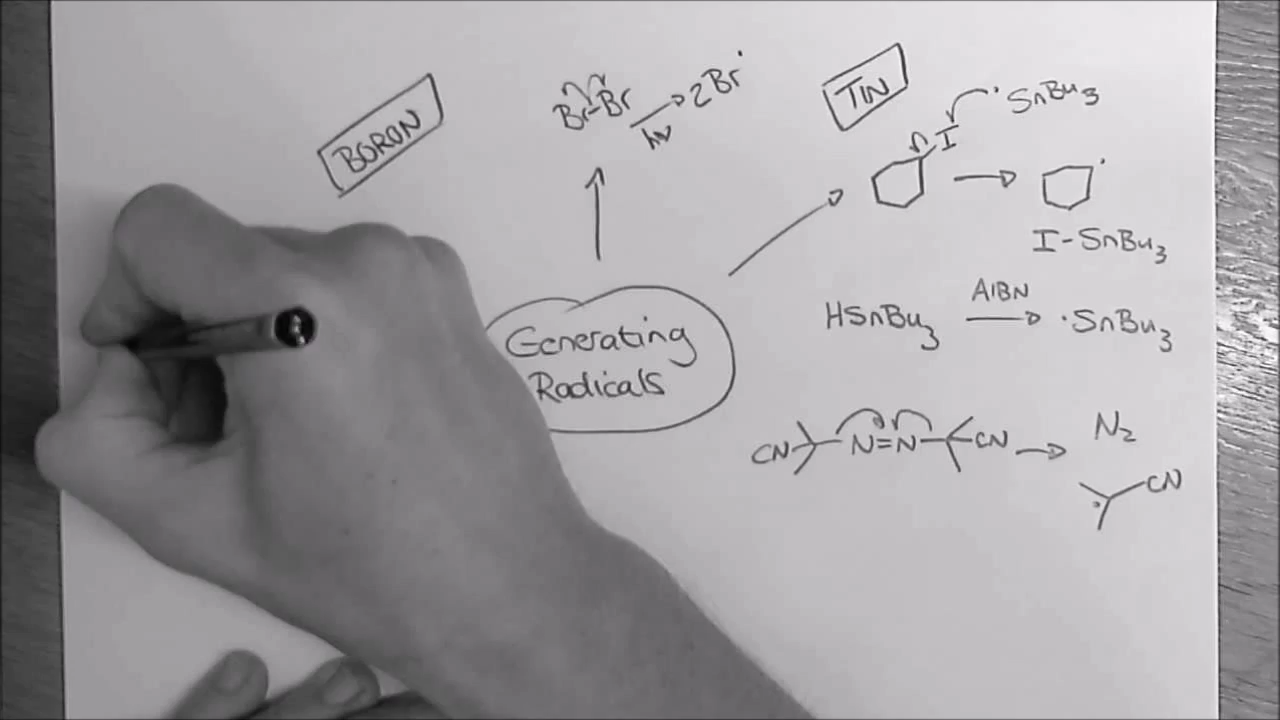 BORON
Br-Br
hν
2Br˙
TIN
I
·SnBu3
I-SnBu3
Generating
Radicals
HSnBu3
AIBN
·SnBu3
CN
N=N
CN
N2
CN